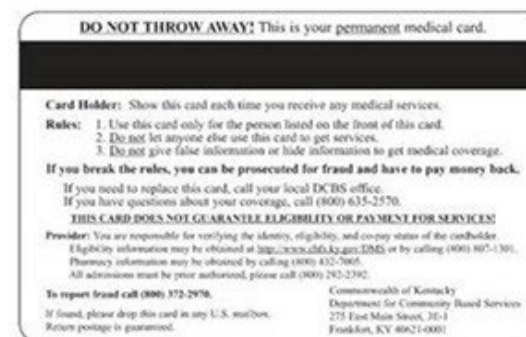 DO NOT THROW AWAY! This is your permanent medical card.
Card Holder: Show this card each time you receive any medical services.
Rules: 1. Use this card only for the person listed on the front of this card.
2. Do not let anyone else use this card to get services.
3. Do not give false information or hide information to get medical coverage.
If you break the rules, you can be prosecuted for fraud and have to pay money back.
If you need to replace this card, call your local DCBS office.
If you have questions about your coverage, call (800) 635-2570.
THIS CARD DOES NOT GUARANTEE ELIGIBILITY OR PAYMENT FOR SERVICES!
Provider: You are responsible for verifying the identity, eligibility, and co-pay status of the cardholder.
Eligibility information may be obtained at http://www.chfs.ky.gov/DMS or by calling (800) 807-1301.
Pharmacy information may be obtained by calling (800) 432-7005.
All admissions must be prior authorized, please call (800) 292-2392.
To report fraud call (800) 372-2970.
If found, please drop this card in any U.S. mailbox.
Return postage is guaranteed.
Commonwealth of Kentucky
Department for Community Based Services
275 East Main Street, 3E-1
Frankfort, KY 40621-0001